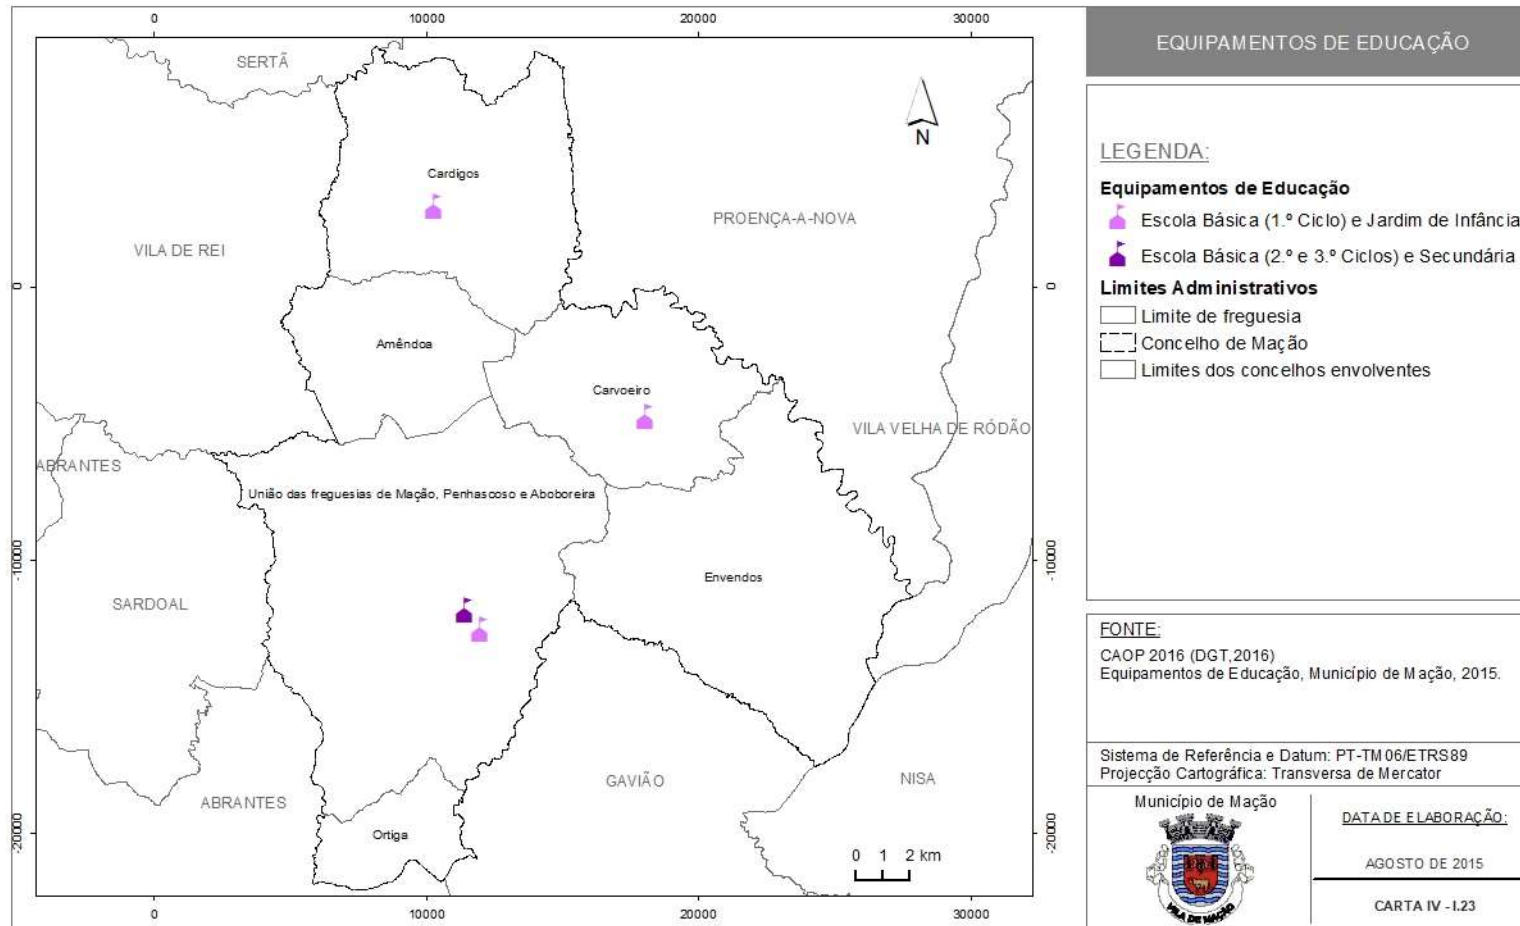 0 10000 20000 30000
SERTÃ
Cardigos
N
PROENÇA-A-NOVA
VILA DE REI
0 0
Amêndoa
Carvoeiro
VILA VELHA DE RÓDÃO
ABRANTES
União das freguesias de Mação, Penhascoso e Aboboreira
-10000 -10000
Envendos
SARDOAL
GAVIÃO
NISA
ABRANTES
Ortiga
-20000 -20000
0 1 2 km
0 10000 20000 30000
EQUIPAMENTOS DE EDUCAÇÃO
LEGENDA:
Equipamentos de Educação
Escola Básica (1.º Ciclo) e Jardim de Infância
Escola Básica (2.º e 3.º Ciclos) e Secundária
Limites Administrativos
Limite de freguesia
Concelho de Mação
Limites dos concelhos envolventes
FONTE:
CAOP 2016 (DGT,2016)
Equipamentos de Educação, Município de Mação, 2015.
Sistema de Referência e Datum: PT-TM06/ETRS89
Projecção Cartográfica: Transversa de Mercator
Município de Mação
VILA DE MAÇÃO
DATA DE ELABORAÇÃO:
AGOSTO DE 2015
CARTA IV - I.23